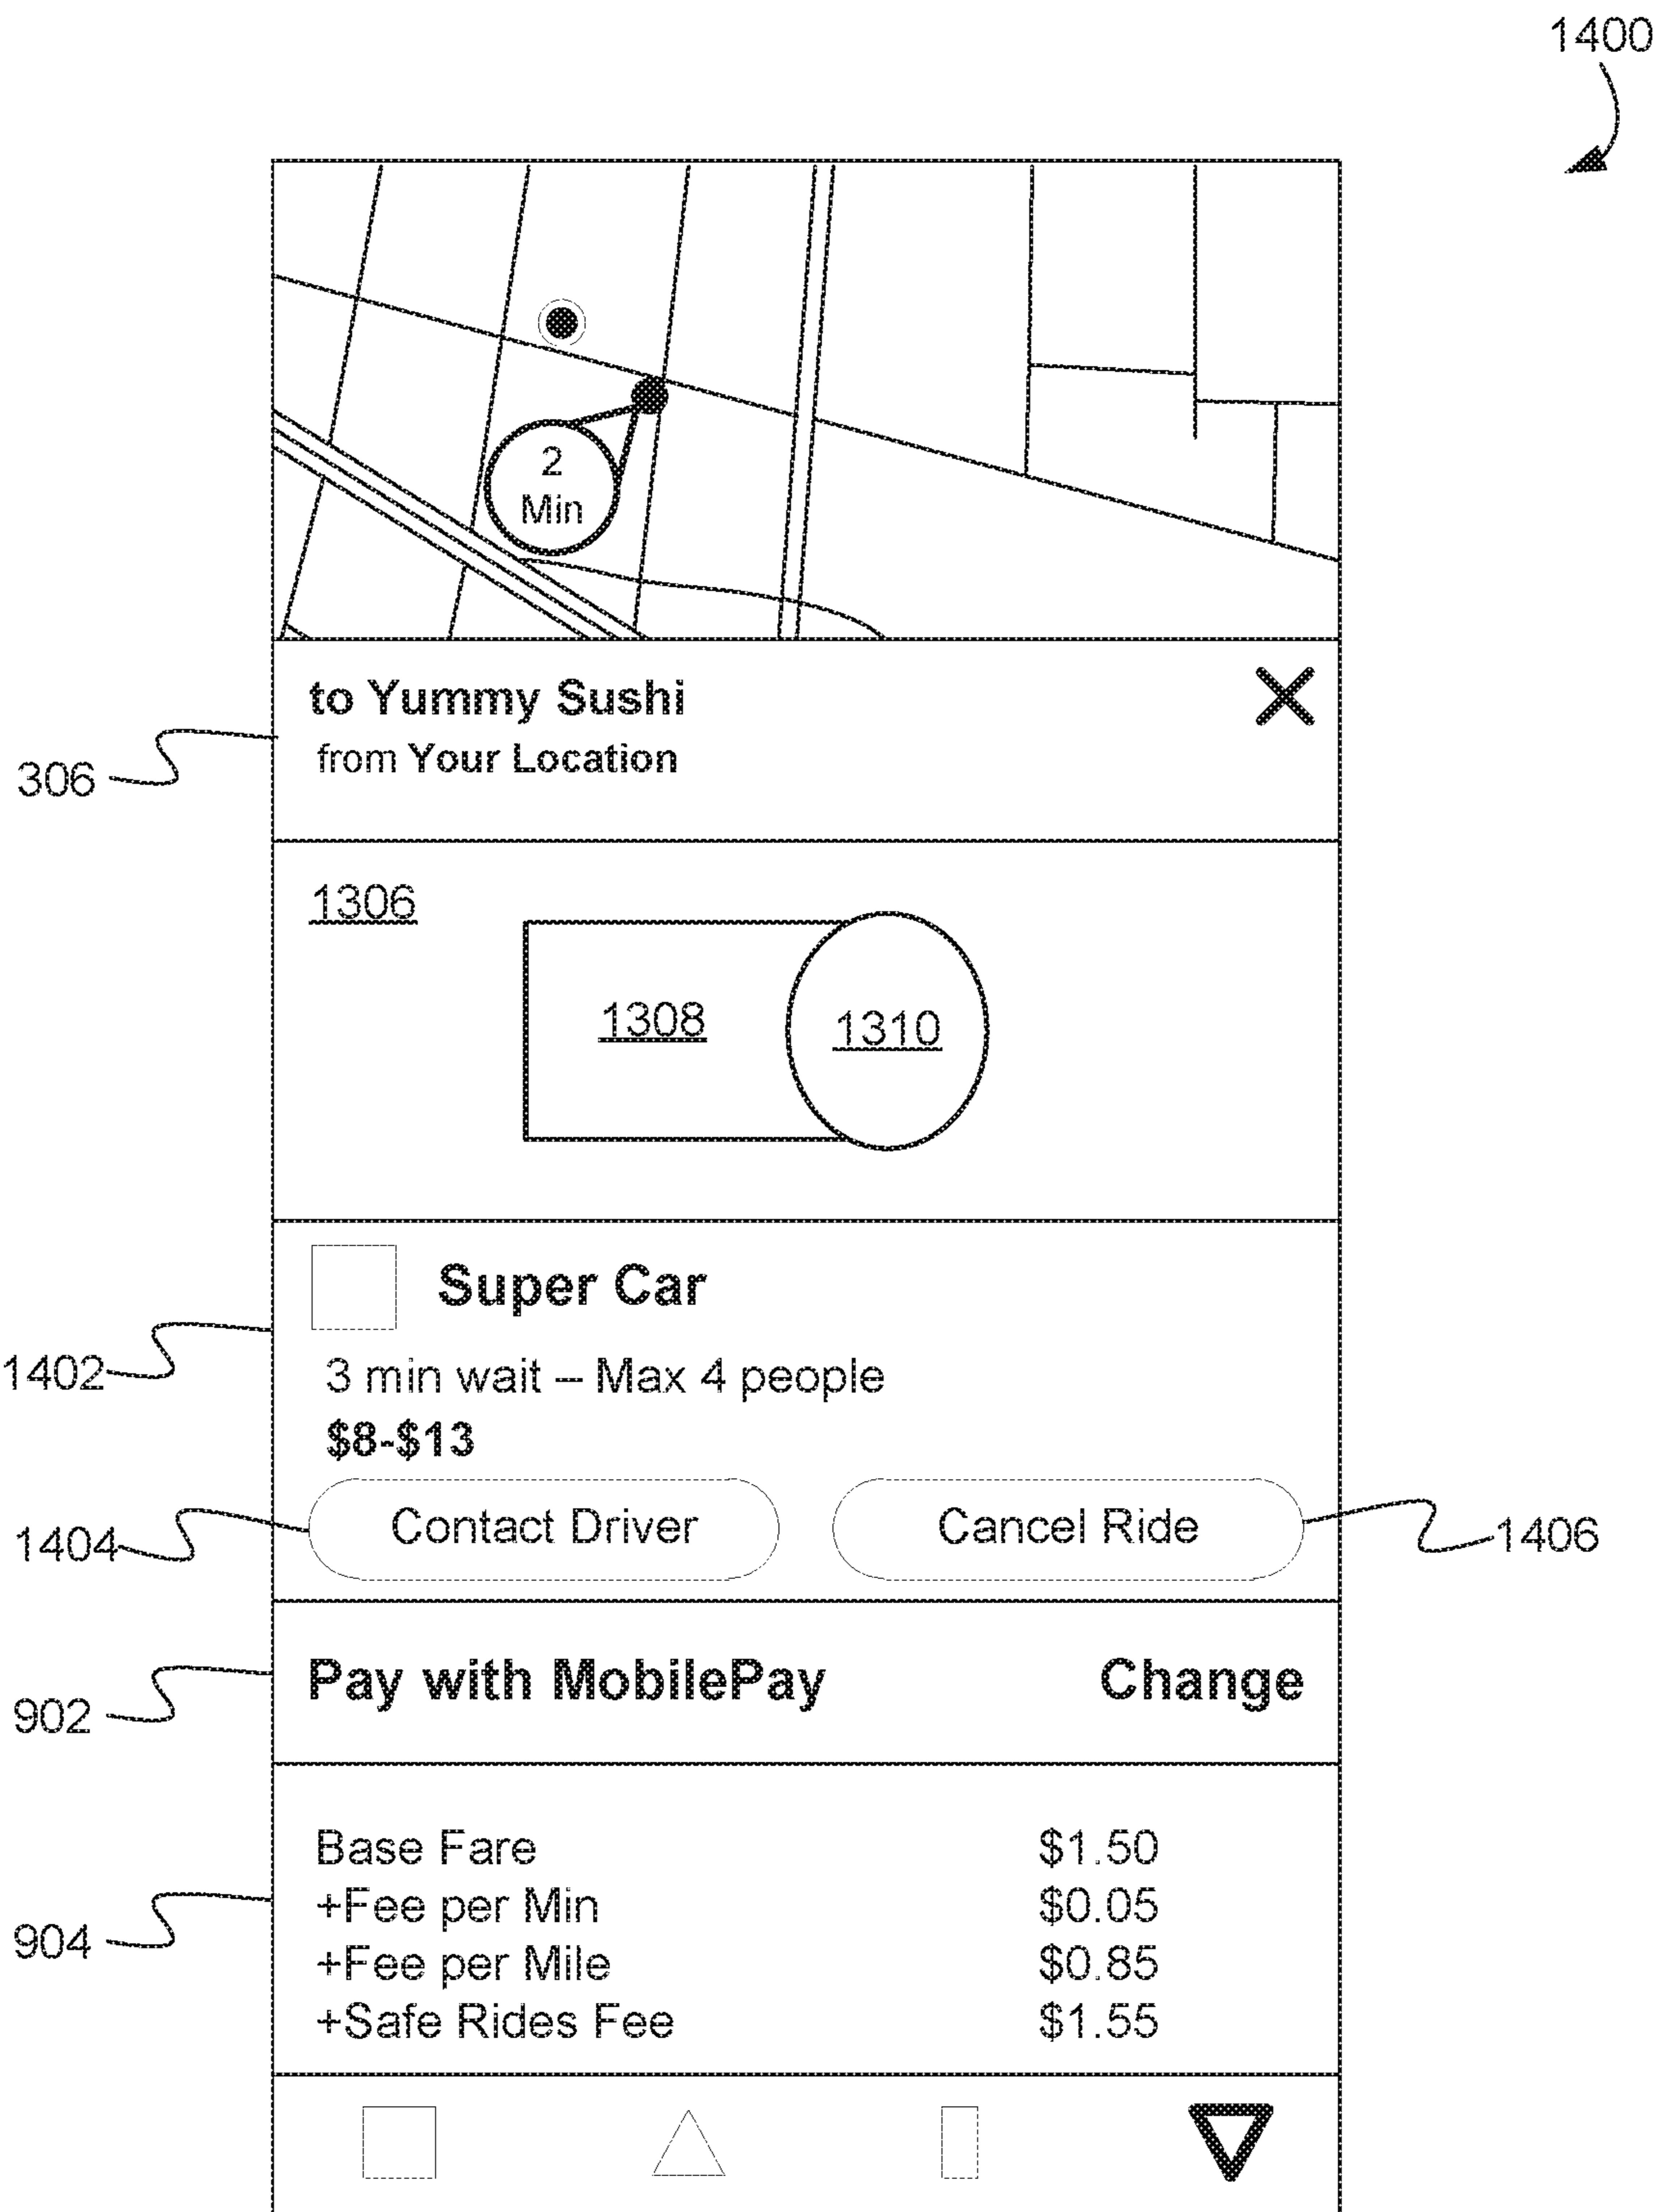 1400
2
Min
to Yummy Sushi
from Your Location
306
1306
1308
1310
Super Car
1402
3 min wait – Max 4 people
$8-$13
Contact Driver
Cancel Ride
1404
1406
Pay with MobilePay Change
902
Base Fare $1.50
+Fee per Min $0.05
904
+Fee per Mile $0.85
+Safe Rides Fee $1.55